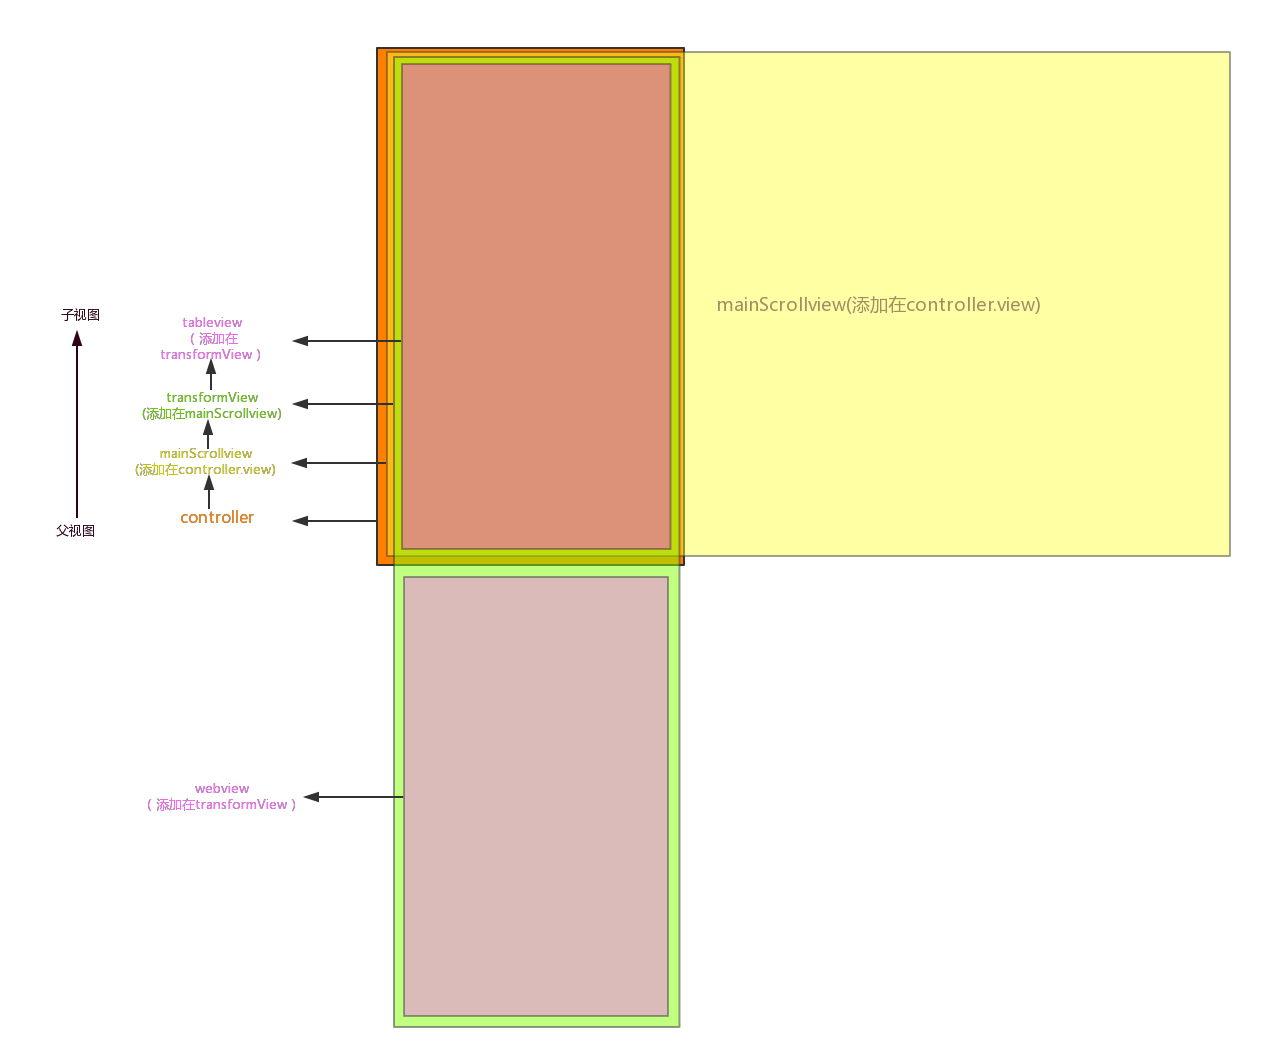 子视图
tableview
（ 添加在
transformView ）
transformView
(添加在mainScrollview)
mainScrollview
(添加在controller.view)
controller
父视图
mainScrollview(添加在controller.view)
webview
（ 添加在transformView ）